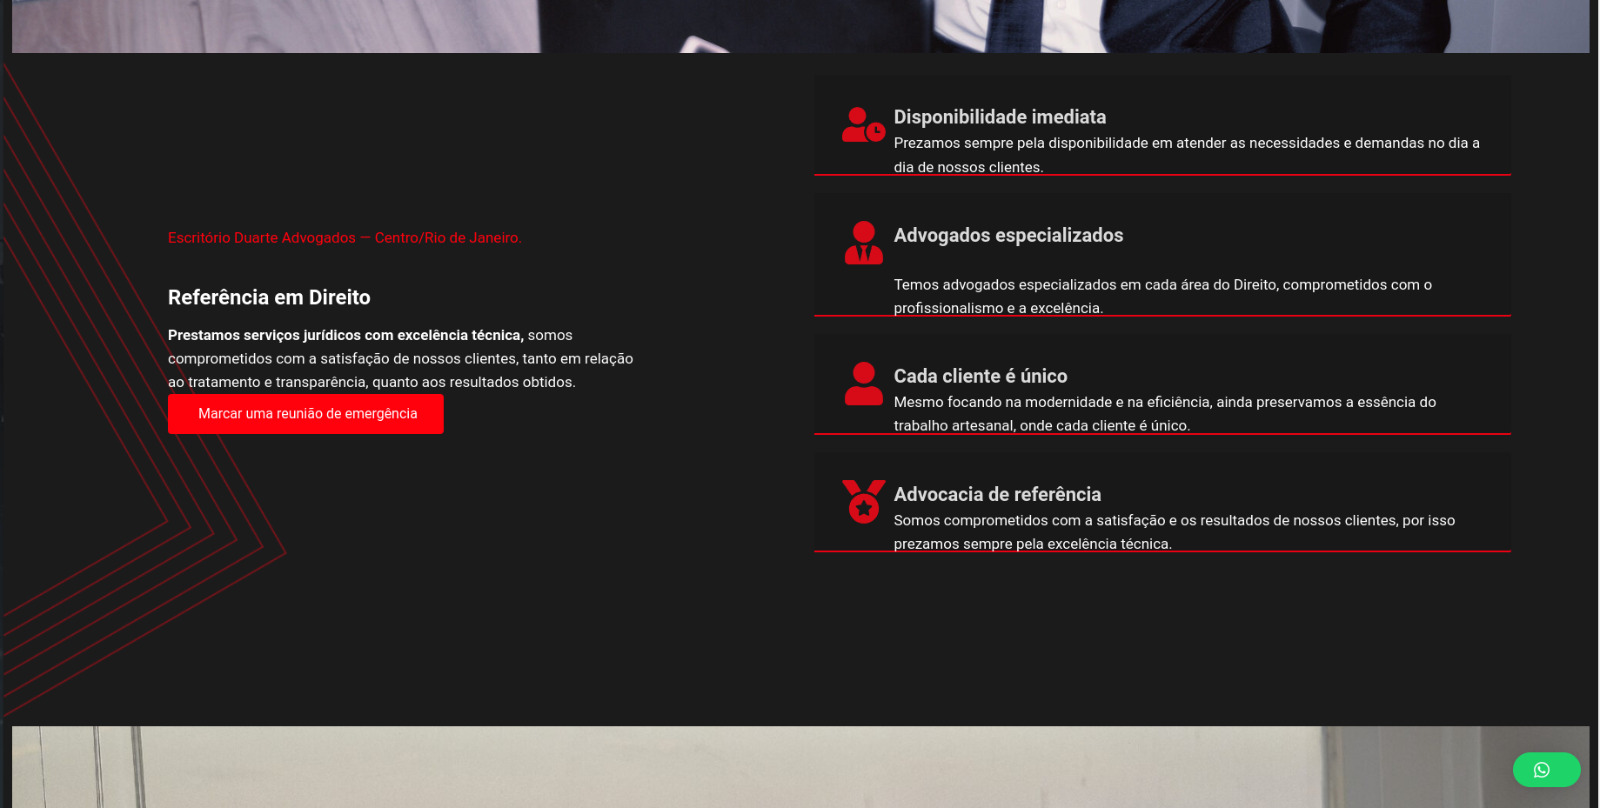 Escritório Duarte Advogados — Centro/Rio de Janeiro.
Referência em Direito
Prestamos serviços jurídicos com excelência técnica, somos
comprometidos com a satisfação de nossos clientes, tanto em relação
ao tratamento e transparência, quanto aos resultados obtidos.
Marcar uma reunião de emergência
Disponibilidade imediata
Prezamos sempre pela disponibilidade em atender as necessidades e demandas no dia a
dia de nossos clientes.
Advogados especializados
Temos advogados especializados em cada área do Direito, comprometidos com o
profissionalismo e a excelência.
Cada cliente é único
Mesmo focando na modernidade e na eficiência, ainda preservamos a essência do
trabalho artesanal, onde cada cliente é único.
Advocacia de referência
Somos comprometidos com a satisfação e os resultados de nossos clientes, por isso
prezamos sempre pela excelência técnica.